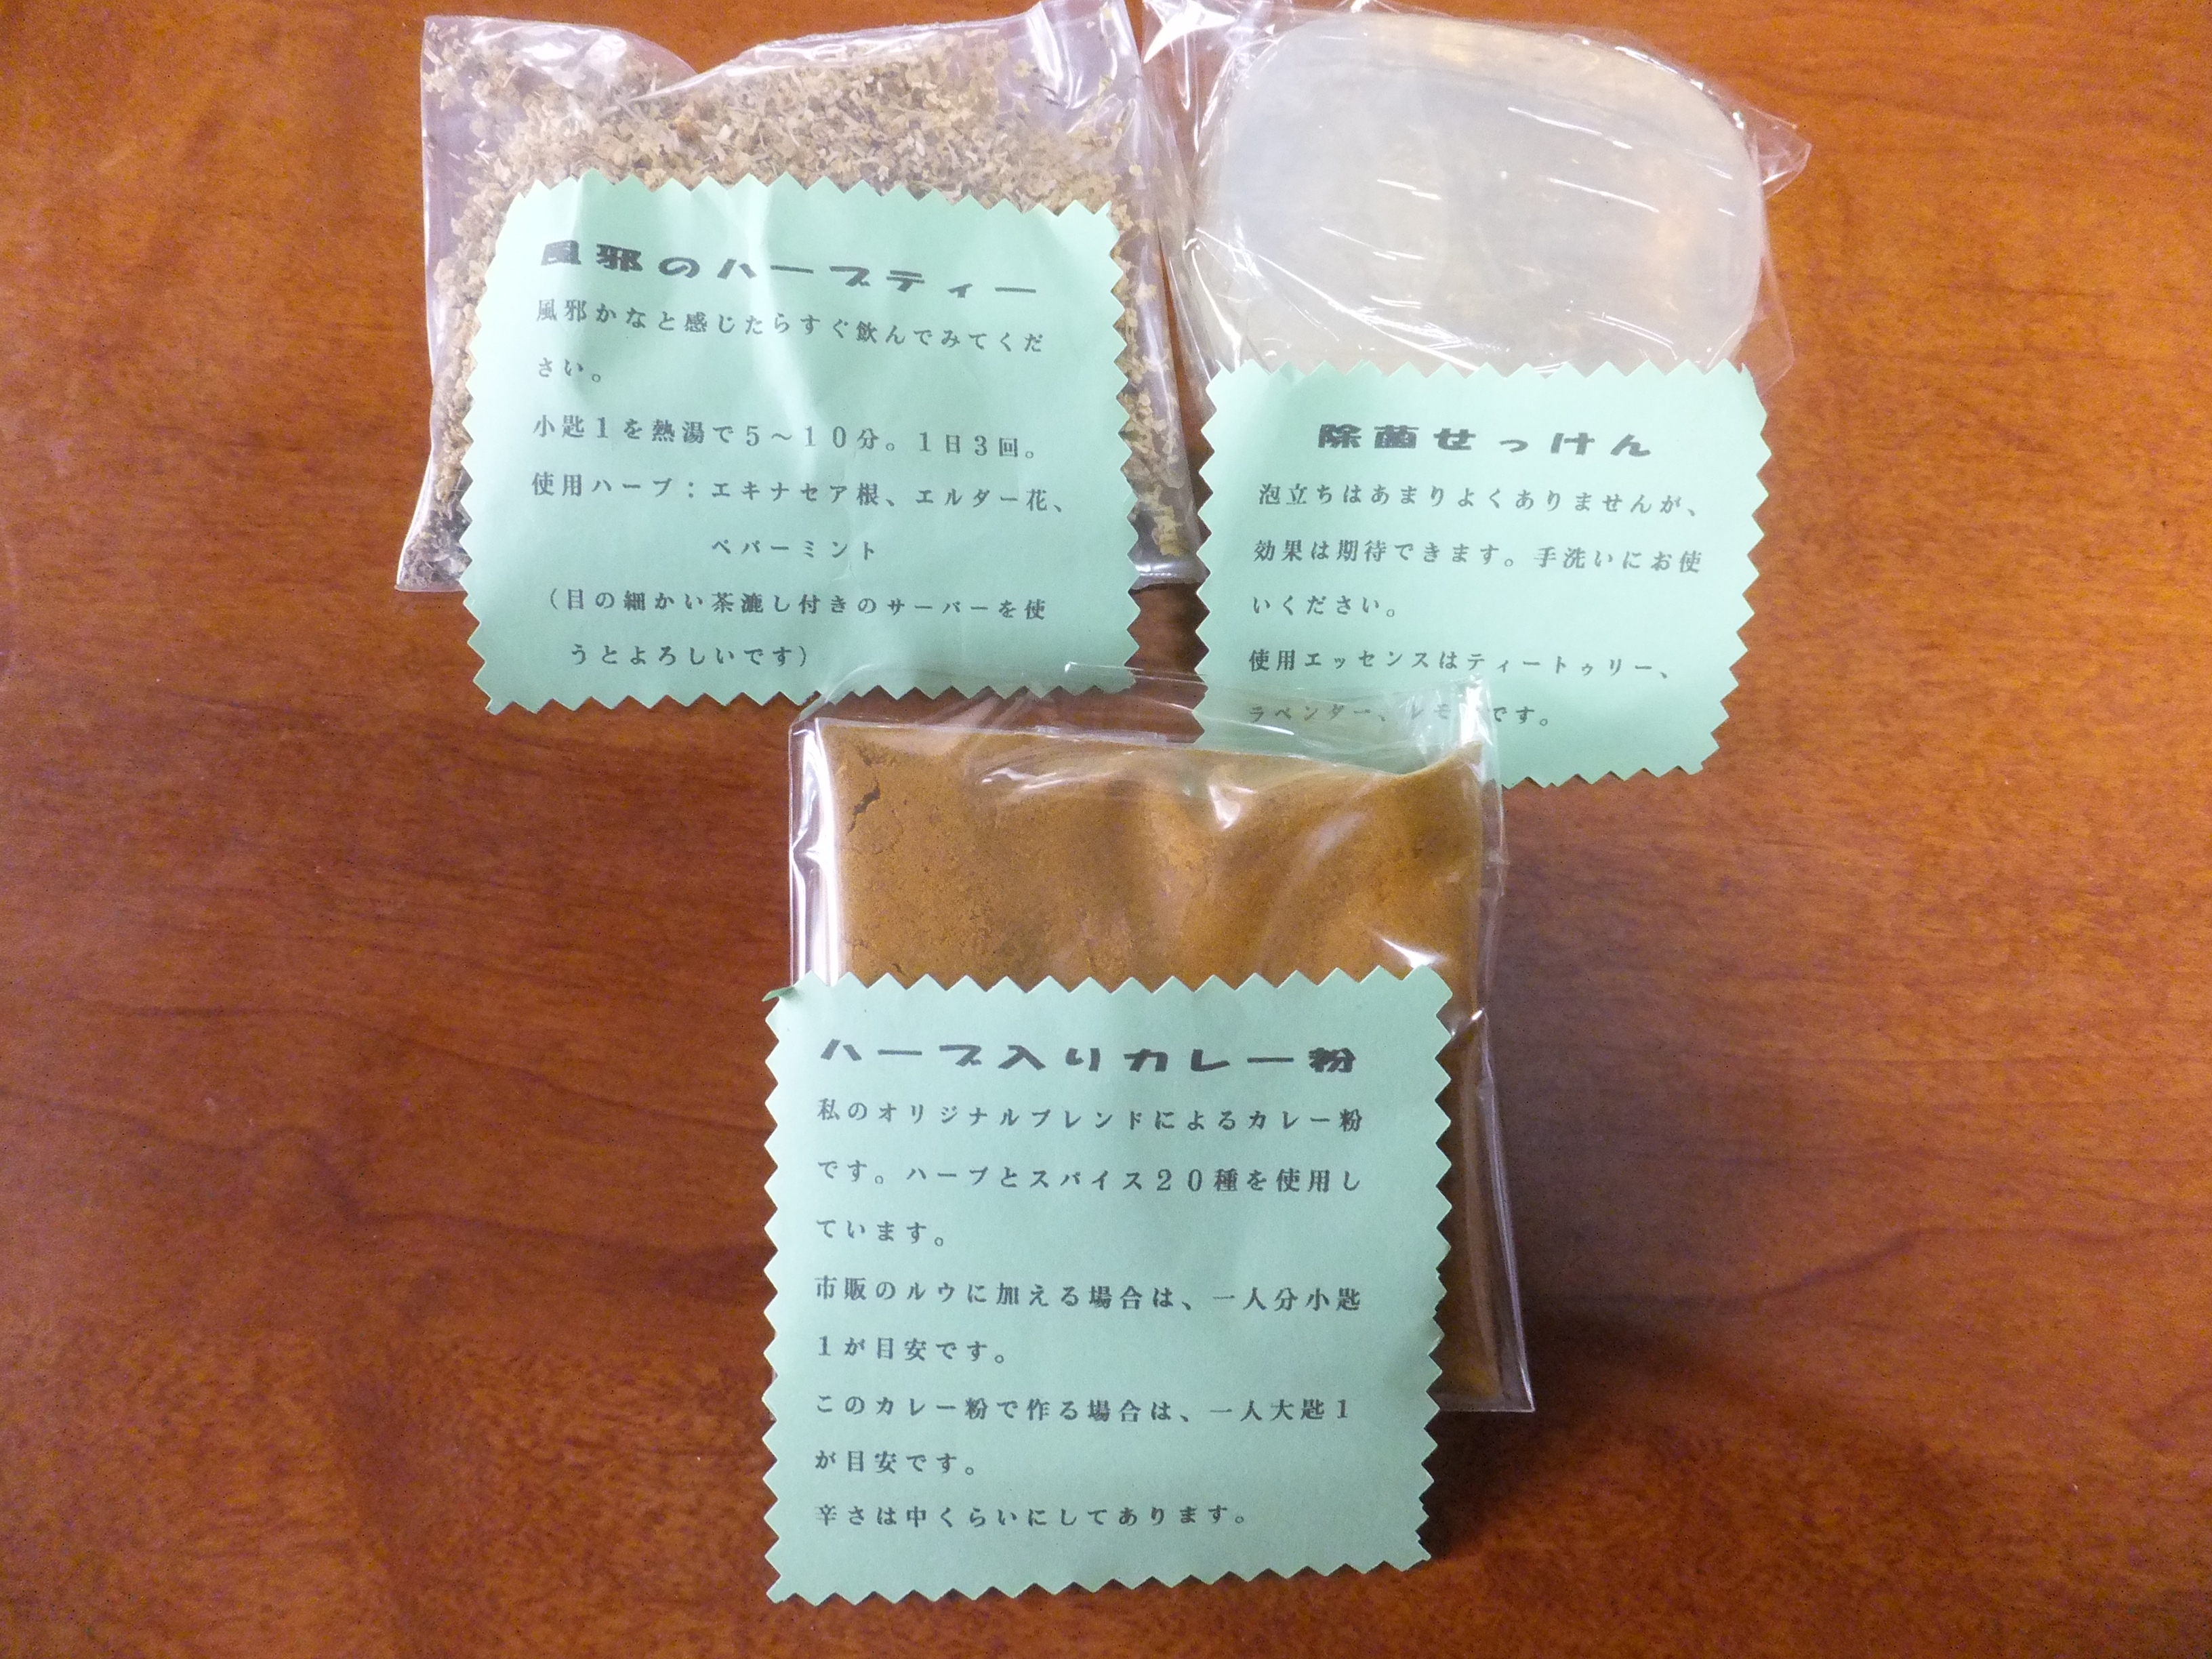 風邪のハーブティー
風邪かなと感じたらすぐ飲んでみてくだ
さい。
小匙1を熱湯で5～10分。1日3回。
使用ハーブ：エキナセア根、エルダー花、
ペパーミント
（目の細かい茶漉し付きのサーバーを使
うとよろしいです）
除菌せっけん
泡立ちはあまりよくありませんが、
効果は期待できます。手洗いにお使
いください。
使用エッセンスはティートゥリー、
ラベンダー、レモンです。
ハーブ入りカレー粉
私のオリジナルブレンドによるカレー粉
です。ハーブとスパイス20種を使用し
ています。
市販のルウに加える場合は、一人分小匙
1が目安です。
このカレー粉で作る場合は、一人大匙1
が目安です。
辛さは中くらいにしてあります。